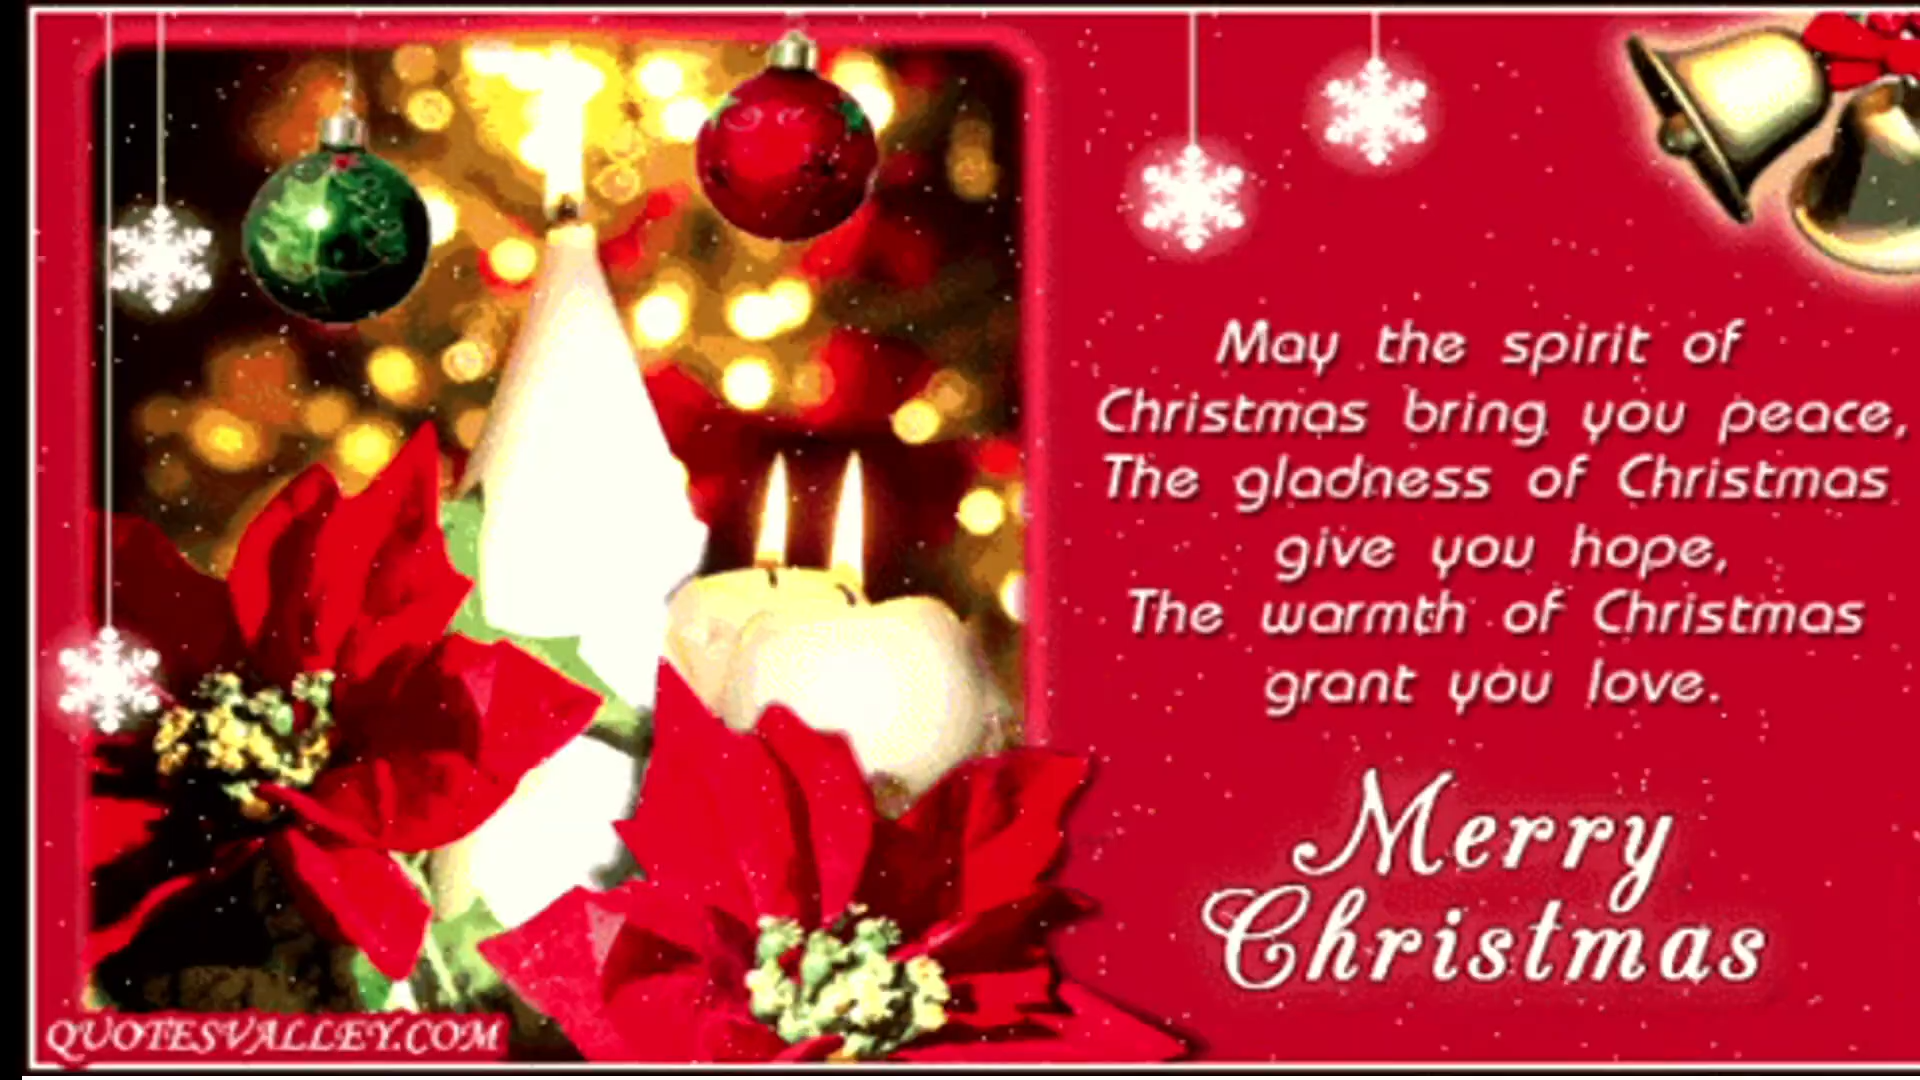 May the spirit of
Christmas bring you peace,
The gladness of Christmas
give you hope,
The warmth of Christmas
grant you love.
Merry
Christmas
QUOTESVALLEY.COM